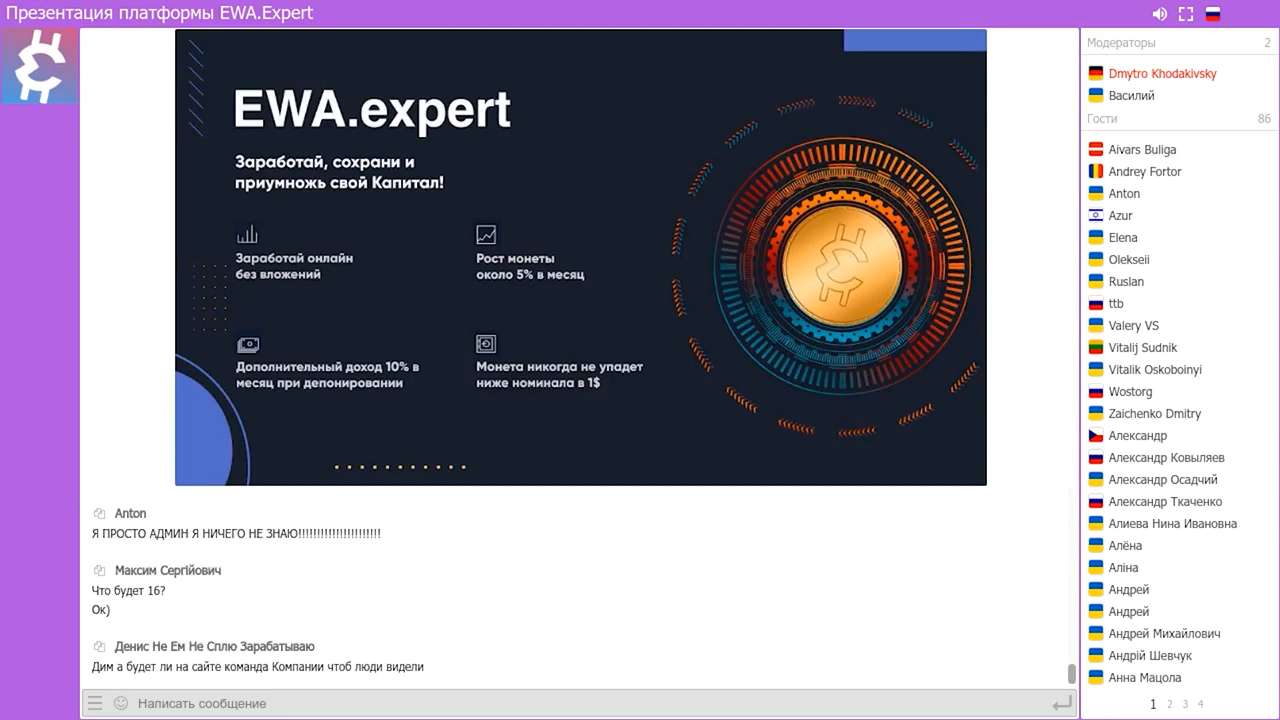 Презентация платформы EWA.Expert
EWA.expert
Заработай, сохрани и
приумножь свой Капитал!
Заработай онлайн
без вложений
Рост монеты
около 5% в месяц
Дополнительный доход 10% в
месяц при депонировании
Монета никогда не упадет
ниже номинала в 1$
Anton
Я ПРОСТО АДМИН Я НИЧЕГО НЕ ЗНАЮ!!!!!!!!!!!!!!!!!!!!!!
Максим Сергійович
Что будет 16?
Ок)
Денис Не Ем Не Сплю Зарабатываю
Дим а будет ли на сайте команда Компании чтоб люди видели
Написать сообщение
Модераторы 2
Dmytro Khodakivsky
Василий
Гости 86
Aivars Buliga
Andrey Fortor
Anton
Azur
Elena
Olekseii
Ruslan
ttb
Valery VS
Vitalij Sudnik
Vitalik Oskoboinyi
Wostorg
Zaichenko Dmitry
Александр
Александр Ковыляев
Александр Осадчий
Александр Ткаченко
Алиева Нина Ивановна
Алёна
Аліна
Андрей
Андрей
Андрей Михайлович
Андрій Шевчук
Анна Мацола
1 2 3 4